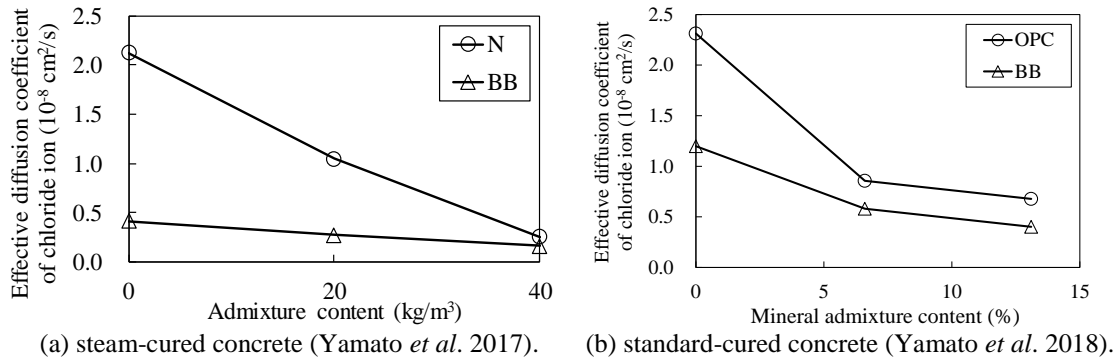 Effective diffusion coefficient
of chloride ion (10⁻⁸ cm²/s)
2.5
2.0
1.5
1.0
0.5
0.0
N
BB
0
20
40
Admixture content (kg/m³)
(a) steam-cured concrete (Yamato et al. 2017).
Effective diffusion coefficient
of chloride ion (10⁻⁸ cm²/s)
2.5
2.0
1.5
1.0
0.5
0.0
OPC
BB
0
5
10
15
Mineral admixture content (%)
(b) standard-cured concrete (Yamato et al. 2018)